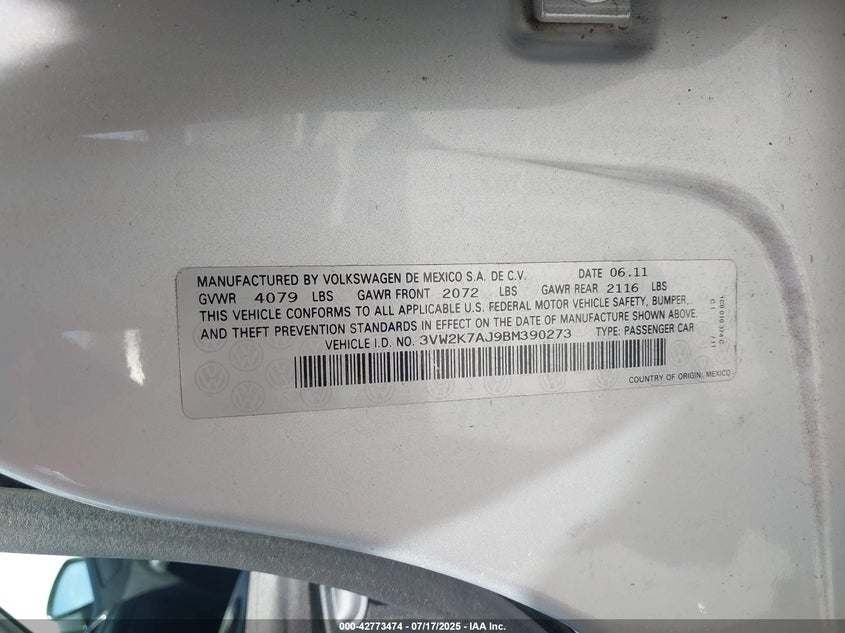 MANUFACTURED BY VOLKSWAGEN DE MEXICO S.A. DE C.V. DATE 06.11
GVWR 4079 LBS GAWR FRONT 2072 LBS GAWR REAR 2116 LBS
THIS VEHICLE CONFORMS TO ALL APPLICABLE U.S. FEDERAL MOTOR VEHICLE SAFETY, BUMPER,
AND THEFT PREVENTION STANDARDS IN EFFECT ON THE DATE OF MANUFACTURE SHOWN ABOVE.
VEHICLE I.D. NO. 3VW2K7AJ9BM390273 TYPE: PASSENGER CAR
COUNTRY OF ORIGIN: MEXICO
1C0 010 314 G
000-42773474 / 07/17/2025 - © IAA Inc.